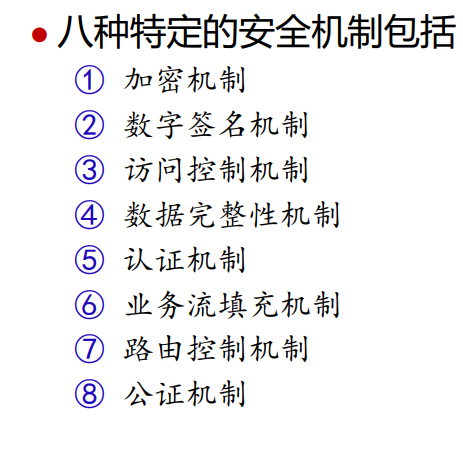 ● 八种特定的安全机制包括
① 加密机制
② 数字签名机制
③ 访问控制机制
④ 数据完整性机制
⑤ 认证机制
⑥ 业务流填充机制
⑦ 路由控制机制
⑧ 公证机制